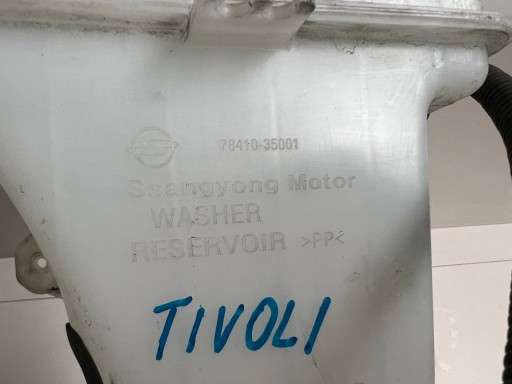 78410-35001
Ssangyong Motor
WASHER
RESERVOIR >PP<
TIVOLI